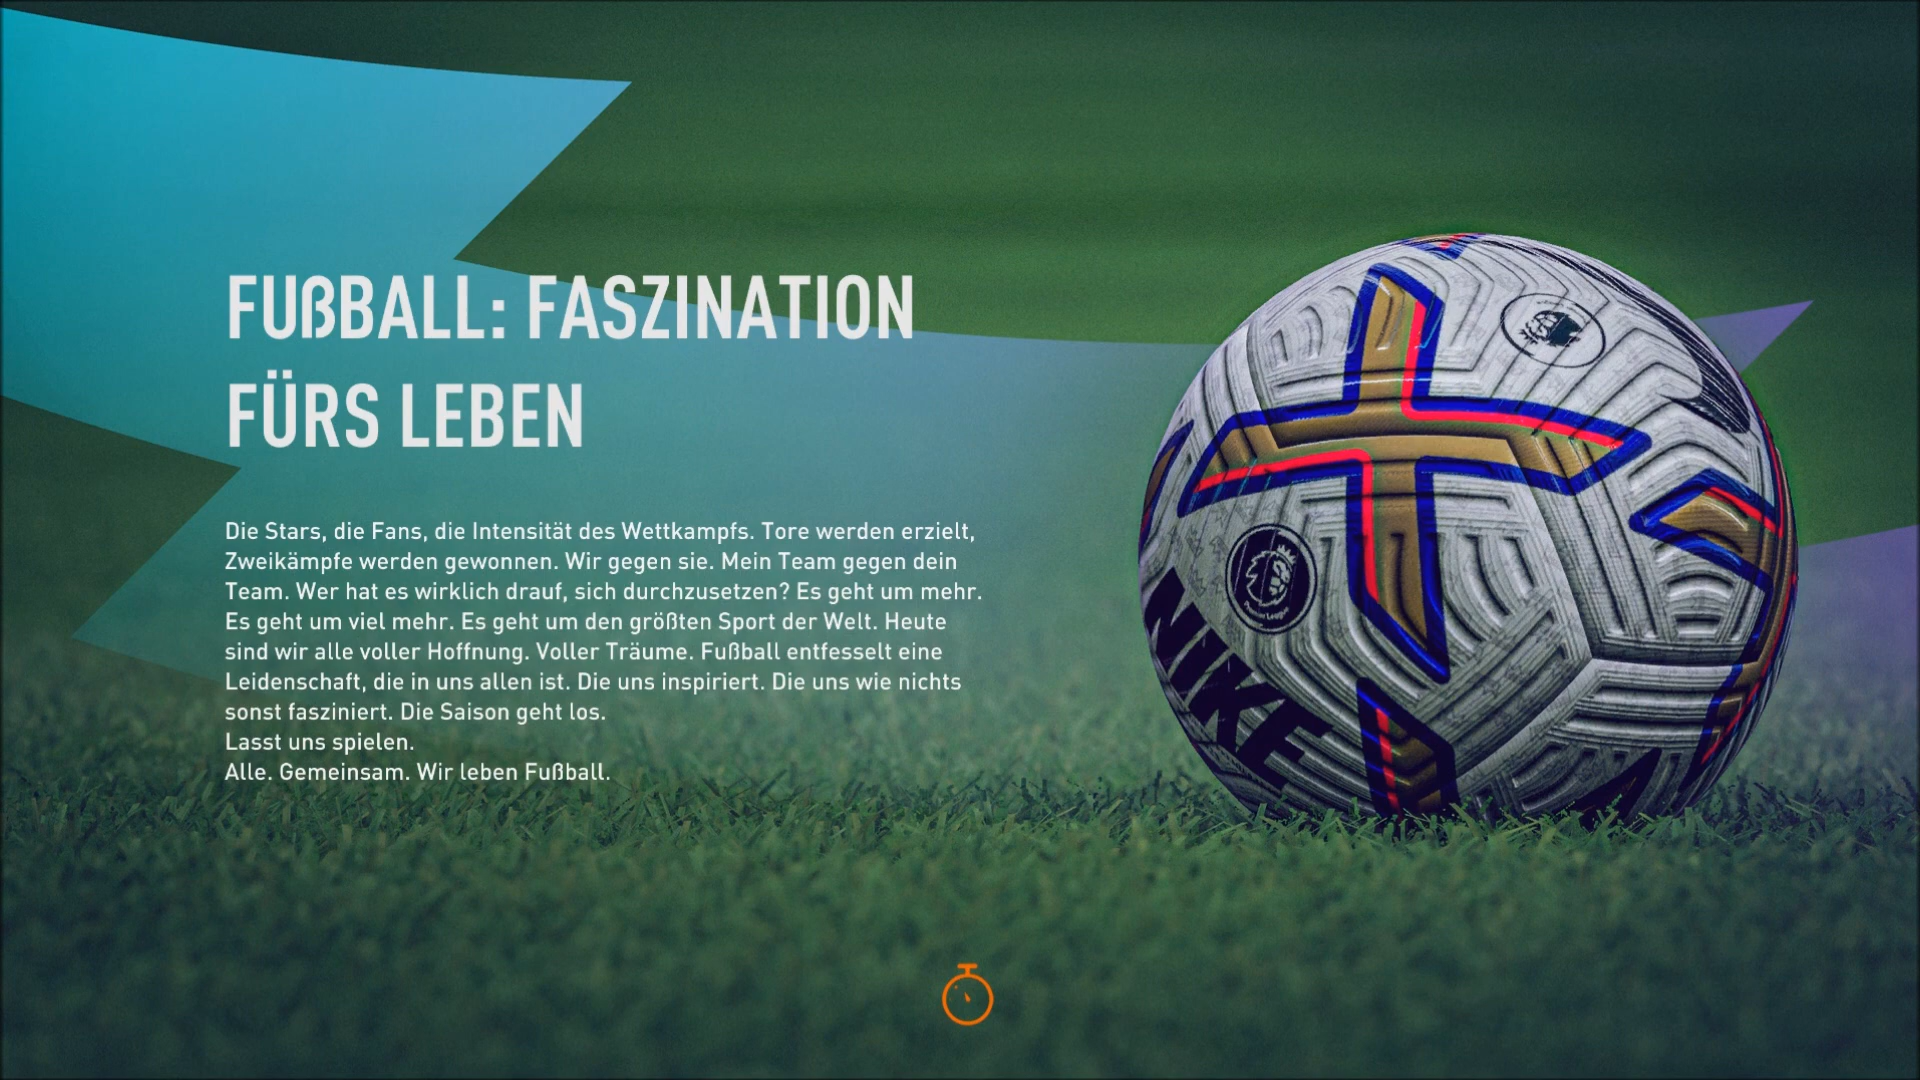 FUßBALL: FASZINATION
FÜRS LEBEN
Die Stars, die Fans, die Intensität des Wettkampfs. Tore werden erzielt,
Zweikämpfe werden gewonnen. Wir gegen sie. Mein Team gegen dein
Team. Wer hat es wirklich drauf, sich durchzusetzen? Es geht um mehr.
Es geht um viel mehr. Es geht um den größten Sport der Welt. Heute
sind wir alle voller Hoffnung. Voller Träume. Fußball entfesselt eine
Leidenschaft, die in uns allen ist. Die uns inspiriert. Die uns wie nichts
sonst fasziniert. Die Saison geht los.
Lasst uns spielen.
Alle. Gemeinsam. Wir leben Fußball.
Premier League
NIKE